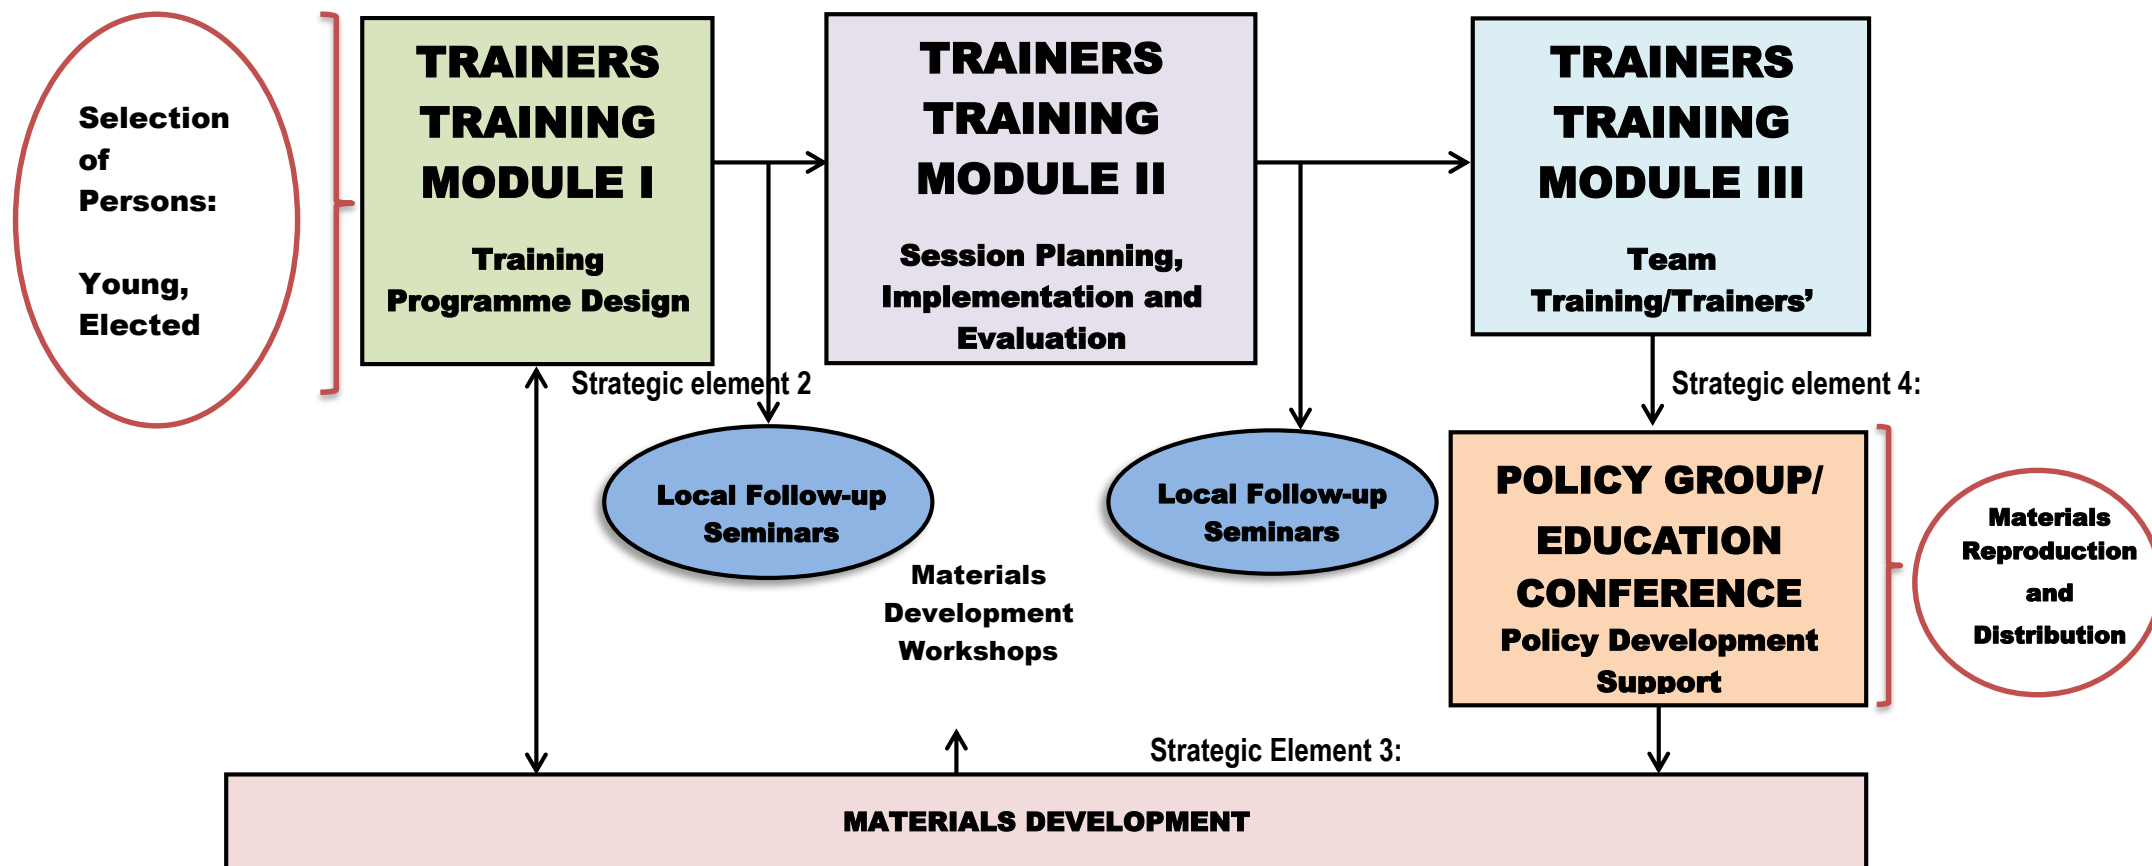 Selection
of
Persons:
Young,
Elected
TRAINERS
TRAINING
MODULE I
Training
Programme Design
TRAINERS
TRAINING
MODULE II
Session Planning,
Implementation and
Evaluation
TRAINERS
TRAINING
MODULE III
Team
Training/Trainers’
Strategic element 2
Strategic element 4:
Local Follow-up
Seminars
Local Follow-up
Seminars
POLICY GROUP/
EDUCATION
CONFERENCE
Policy Development
Support
Materials
Reproduction
and
Distribution
Materials
Development
Workshops
Strategic Element 3:
MATERIALS DEVELOPMENT